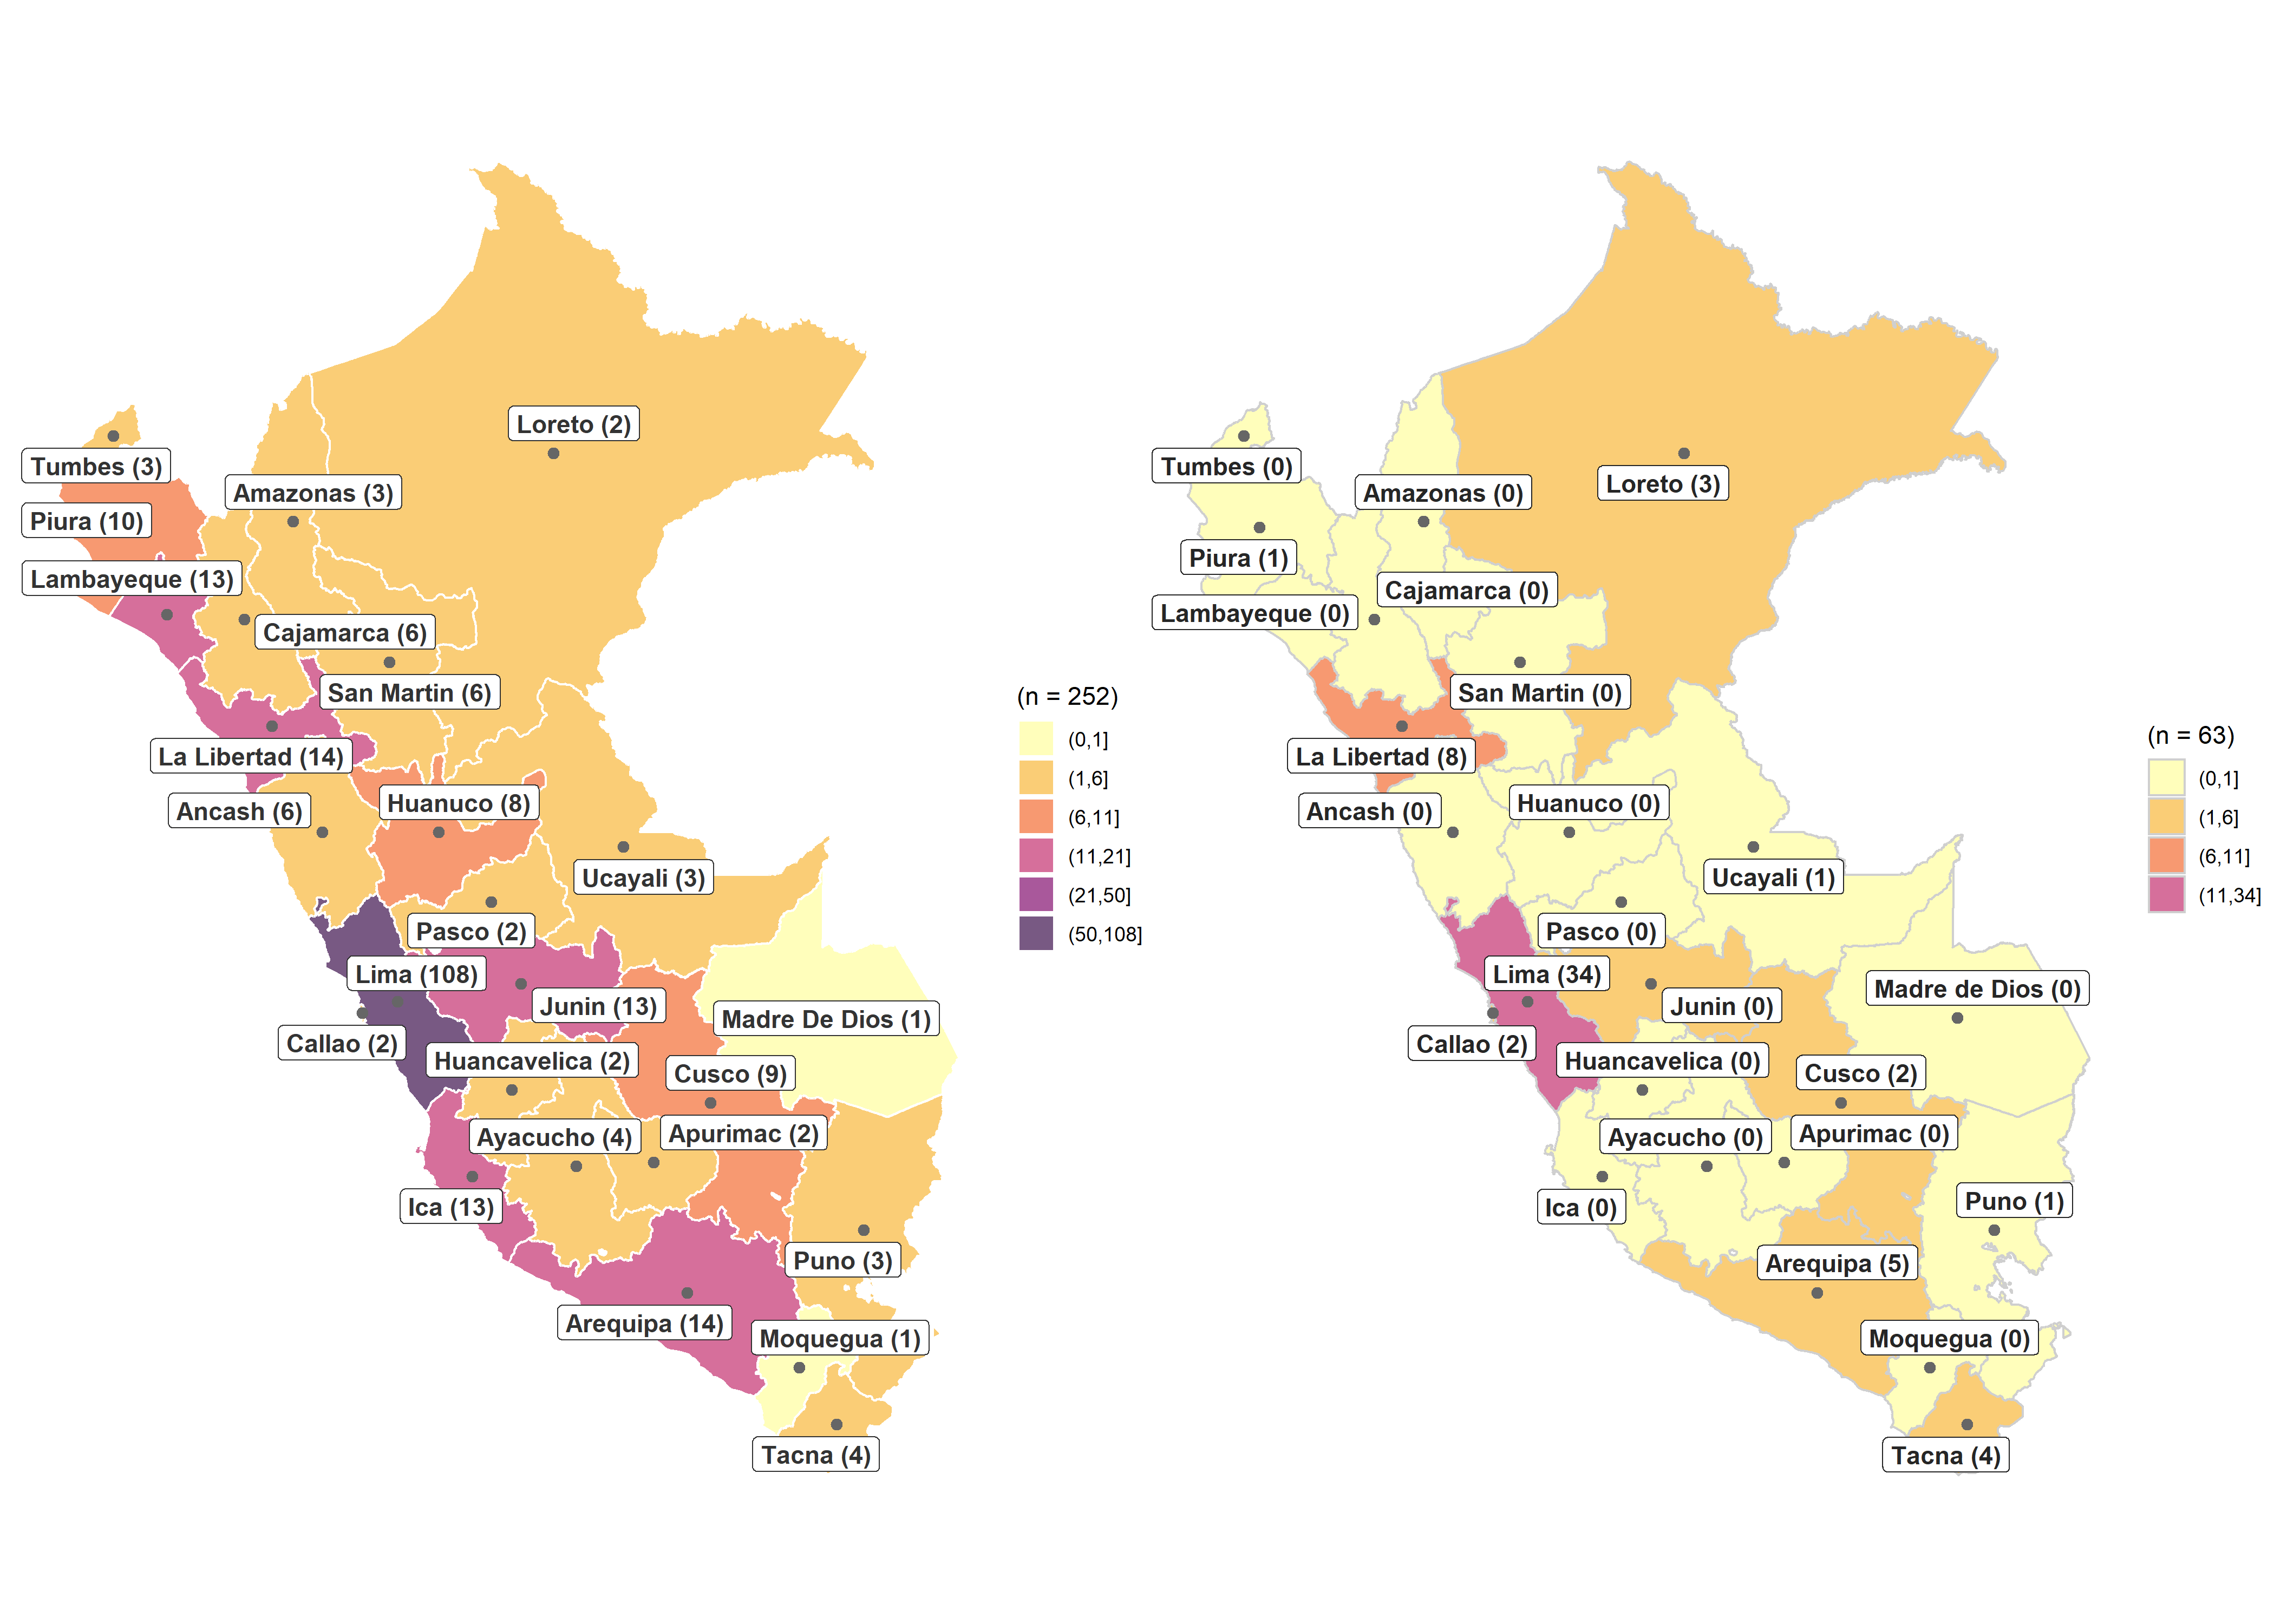 Loreto (2)
Tumbes (3)
Amazonas (3)
Piura (10)
Lambayeque (13)
Cajamarca (6)
San Martin (6)
La Libertad (14)
Huanuco (8)
Ancash (6)
Ucayali (3)
Pasco (2)
Lima (108)
Junin (13)
Madre De Dios (1)
Callao (2)
Huancavelica (2)
Cusco (9)
Ayacucho (4)
Apurimac (2)
Ica (13)
Puno (3)
Arequipa (14)
Moquegua (1)
Tacna (4)
(n = 252)
(0,1]
(1,6]
(6,11]
(11,21]
(21,50]
(50,108]
Tumbes (0)
Loreto (3)
Amazonas (0)
Piura (1)
Cajamarca (0)
Lambayeque (0)
San Martin (0)
La Libertad (8)
Huanuco (0)
Ancash (0)
Ucayali (1)
Pasco (0)
Lima (34)
Madre de Dios (0)
Junin (0)
Callao (2)
Huancavelica (0)
Cusco (2)
Ayacucho (0)
Apurimac (0)
Ica (0)
Puno (1)
Arequipa (5)
Moquegua (0)
Tacna (4)
(n = 63)
(0,1]
(1,6]
(6,11]
(11,34]